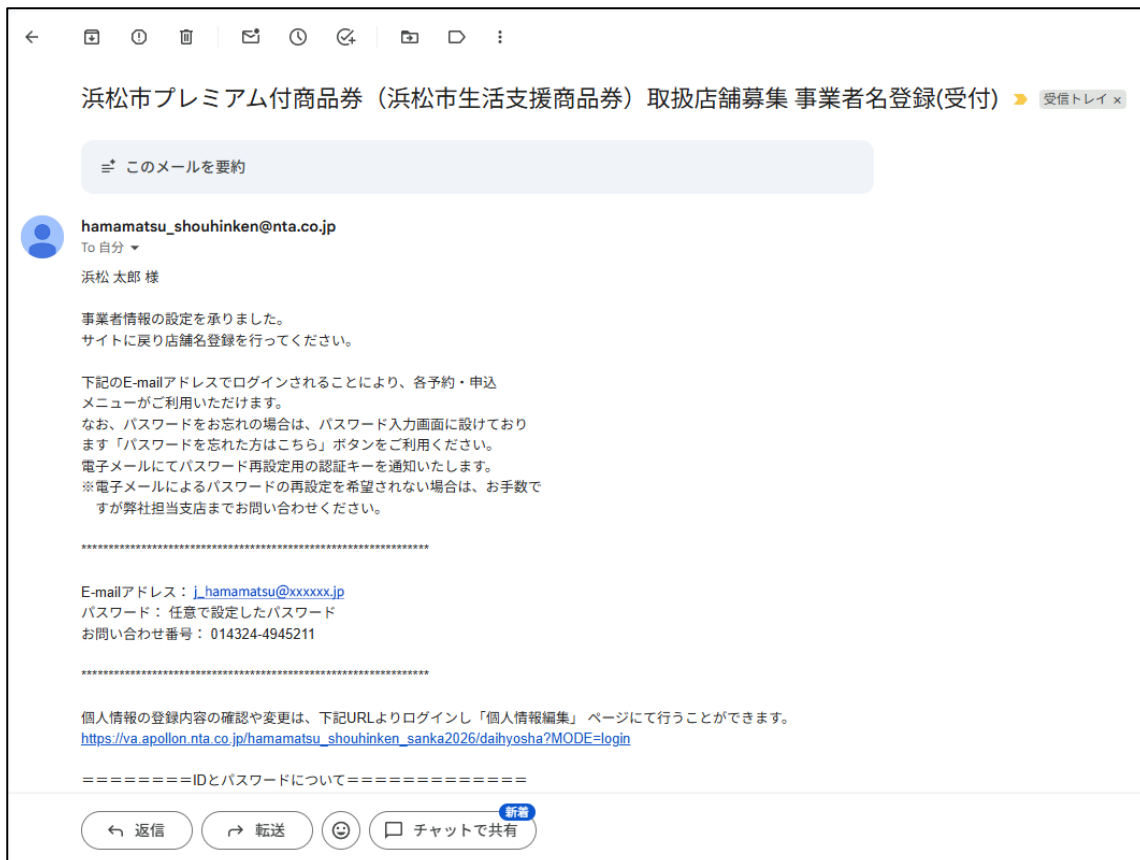 浜松市プレミアム付商品券（浜松市生活支援商品券）取扱店舗募集 事業者名登録(受付) 受信トレイ ×
このメールを要約
hamamatsu_shouhinken@nta.co.jp
To 自分
浜松 太郎 様
事業者情報の設定を承りました。
サイトに戻り店舗名登録を行ってください。
下記のE-mailアドレスでログインされることにより、各予約・申込
メニューがご利用いただけます。
なお、パスワードをお忘れの場合は、パスワード入力画面に設けており
ます「パスワードを忘れた方はこちら」ボタンをご利用ください。
電子メールにてパスワード再設定用の認証キーを通知いたします。
※電子メールによるパスワードの再設定を希望されない場合は、お手数で
すが弊社担当支店までお問い合わせください。
****************************************************************
E-mailアドレス： j_hamamatsu@xxxxxx.jp
パスワード： 任意で設定したパスワード
お問い合わせ番号： 014324-4945211
****************************************************************
個人情報の登録内容の確認や変更は、下記URLよりログインし「個人情報編集」 ページにて行うことができます。
https://va.apollon.nta.co.jp/hamamatsu_shouhinken_sanka2026/daihyosha?MODE=login
＝＝＝＝＝＝＝＝IDとパスワードについて＝＝＝＝＝＝＝＝＝＝＝＝＝
新着
返信 転送 チャットで共有